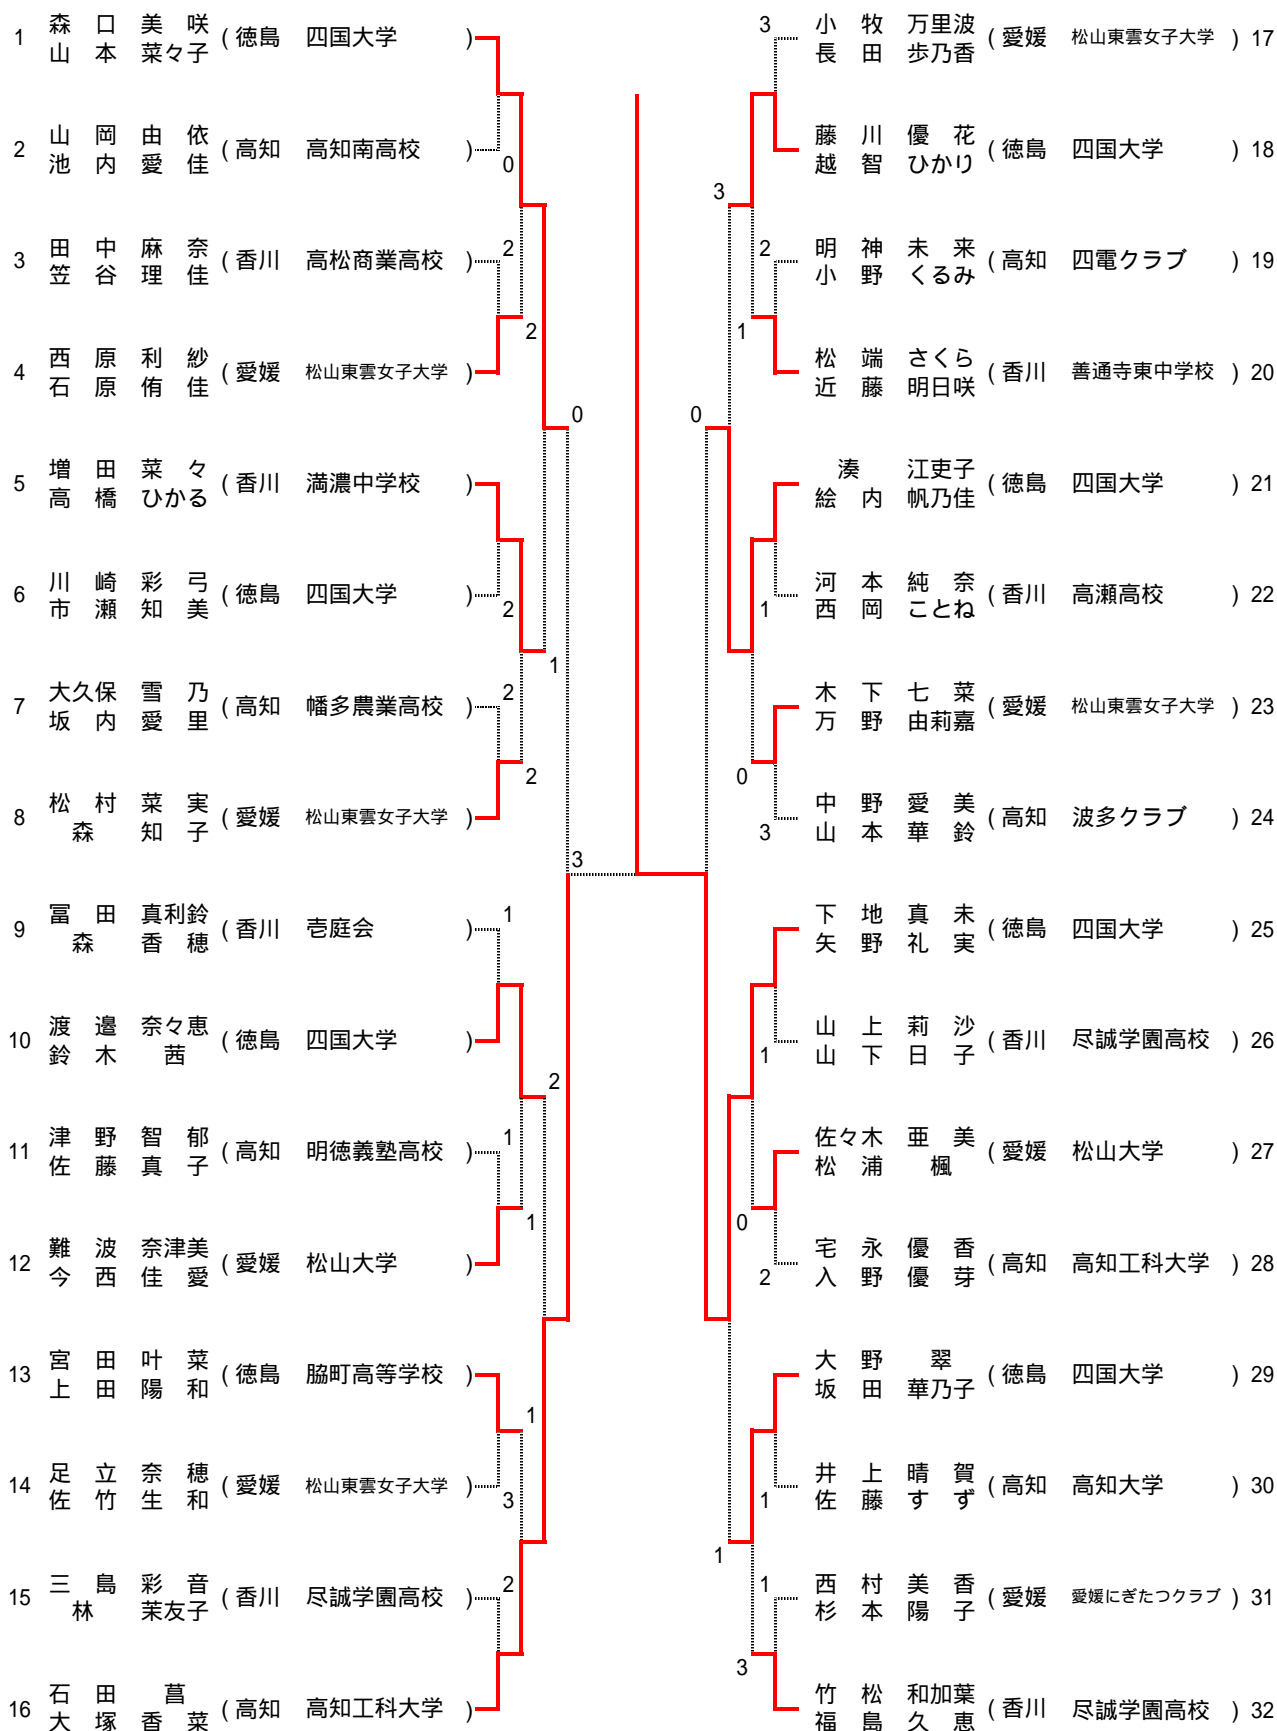 1 森口美咲 (徳島 四国大学)
山本菜々子
0
2 山岡由依 (高知 高知南高校)
池内愛佳
2
3 田中麻奈 (香川 高松商業高校)
笠谷理佳
2
4 西原利紗 (愛媛 松山東雲女子大学)
石原侑佳
0
5 増田菜々 (香川 満濃中学校)
高橋ひかる
2
6 川崎彩弓 (徳島 四国大学)
市瀬知美
1
2
7 大久保雪乃 (高知 幡多農業高校)
坂内愛里
2
8 松村菜実 (愛媛 松山東雲女子大学)
森知子
3
1
9 冨田真利鈴 (香川 壱庭会)
森香穂
10 渡邉奈々恵 (徳島 四国大学)
鈴木茜
2
1
11 津野智郁 (高知 明徳義塾高校)
佐藤真子
1
12 難波奈津美 (愛媛 松山大学)
今西佳愛
13 宮田叶菜 (徳島 脇町高等学校)
上田陽和
1
14 足立奈穂 (愛媛 松山東雲女子大学)
佐竹生和
3
2
15 三島彩音 (香川 尽誠学園高校)
林茉友子
16 石田菖 (高知 高知工科大学)
大塚香菜
3
小牧万里波 (愛媛 松山東雲女子大学) 17
長田歩乃香
藤川優花 (徳島 四国大学) 18
越智ひかり
3
2
明神未来 (高知 四電クラブ) 19
小野くるみ
1
松端さくら (香川 善通寺東中学校) 20
近藤明日咲
0
湊江吏子 (徳島 四国大学) 21
絵内帆乃佳
1
河本純奈 (香川 高瀬高校) 22
西岡ことね
木下七菜 (愛媛 松山東雲女子大学) 23
万野由莉嘉
0
3
中野愛美 (高知 波多クラブ) 24
山本華鈴
下地真未 (徳島 四国大学) 25
矢野礼実
1
山上莉沙 (香川 尽誠学園高校) 26
山下日子
佐々木亜美 (愛媛 松山大学) 27
松浦楓
0
2
宅永優香 (高知 高知工科大学) 28
入野優芽
大野翠 (徳島 四国大学) 29
坂田華乃子
1
井上晴賀 (高知 高知大学) 30
佐藤すず
1
1
西村美香 (愛媛 愛媛にぎたつクラブ) 31
杉本陽子
3
竹松和加葉 (香川 尽誠学園高校) 32
福島久恵